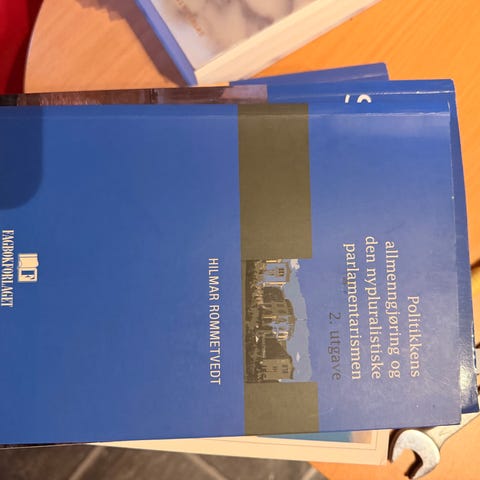 Politikkens
allmenngjøring og
den nypluralistiske
parlamentarismen
2. utgave
HILMAR ROMMETVEDT
FAGBOKFORLAGET